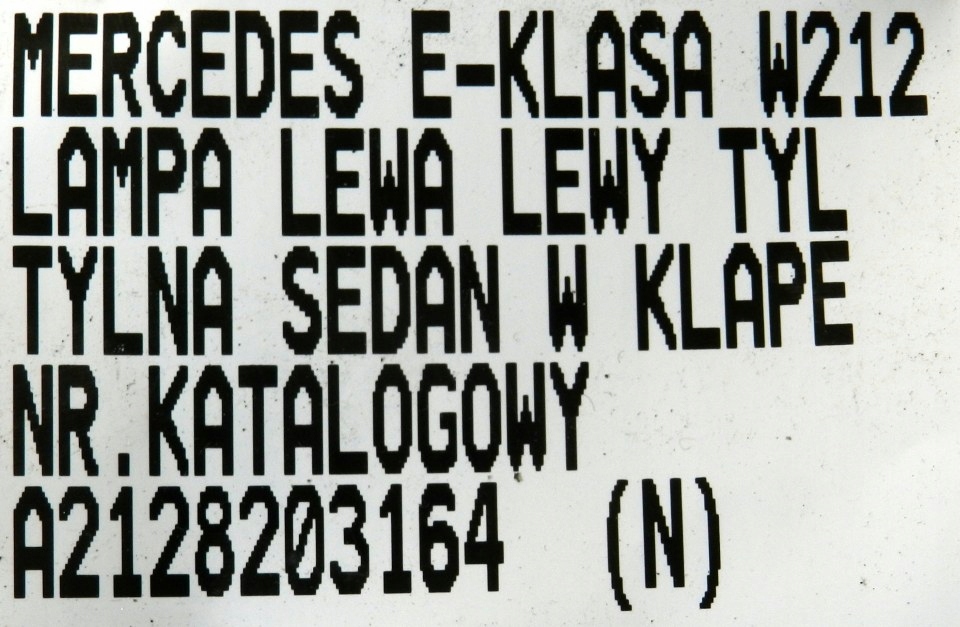 MERCEDES E-KLASA W212
LAMPA LEWA LEWY TYL
TYLNA SEDAN W KLAPE
NR.KATALOGOWY
A2128203164 (N)